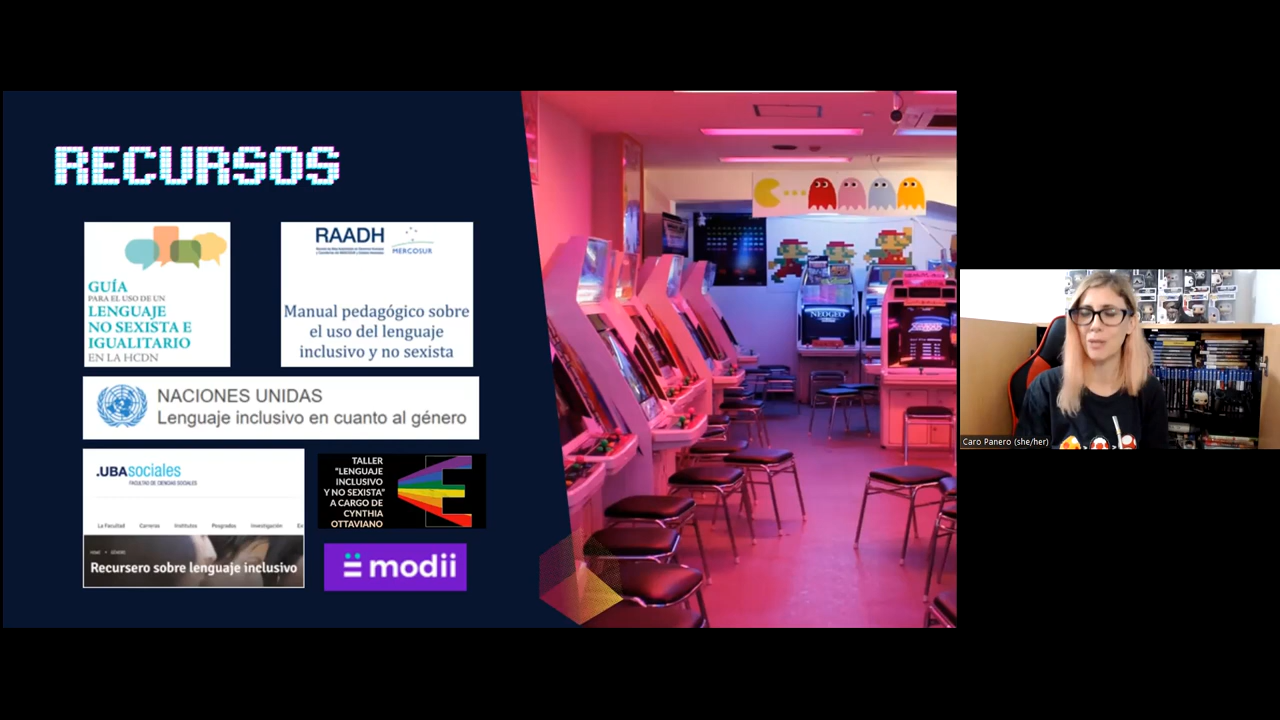 RECURSOS
GUÍA
PARA EL USO DE UN
LENGUAJE
NO SEXISTA E
IGUALITARIO
EN LA HCDN
RAADH
MERCOSUR
Manual pedagógico sobre
el uso del lenguaje
inclusivo y no sexista
NACIONES UNIDAS
Lenguaje inclusivo en cuanto al género
.UBAsociales
FACULTAD DE CIENCIAS SOCIALES
La Facultad Carreras Institutos Posgrados Investigación Ex
Recursero sobre lenguaje inclusivo
TALLER
"LENGUAJE
INCLUSIVO
Y NO SEXISTA"
A CARGO DE
CYNTHIA
OTTAVIANO
modii
NEOGEO
Caro Panero (she/her)